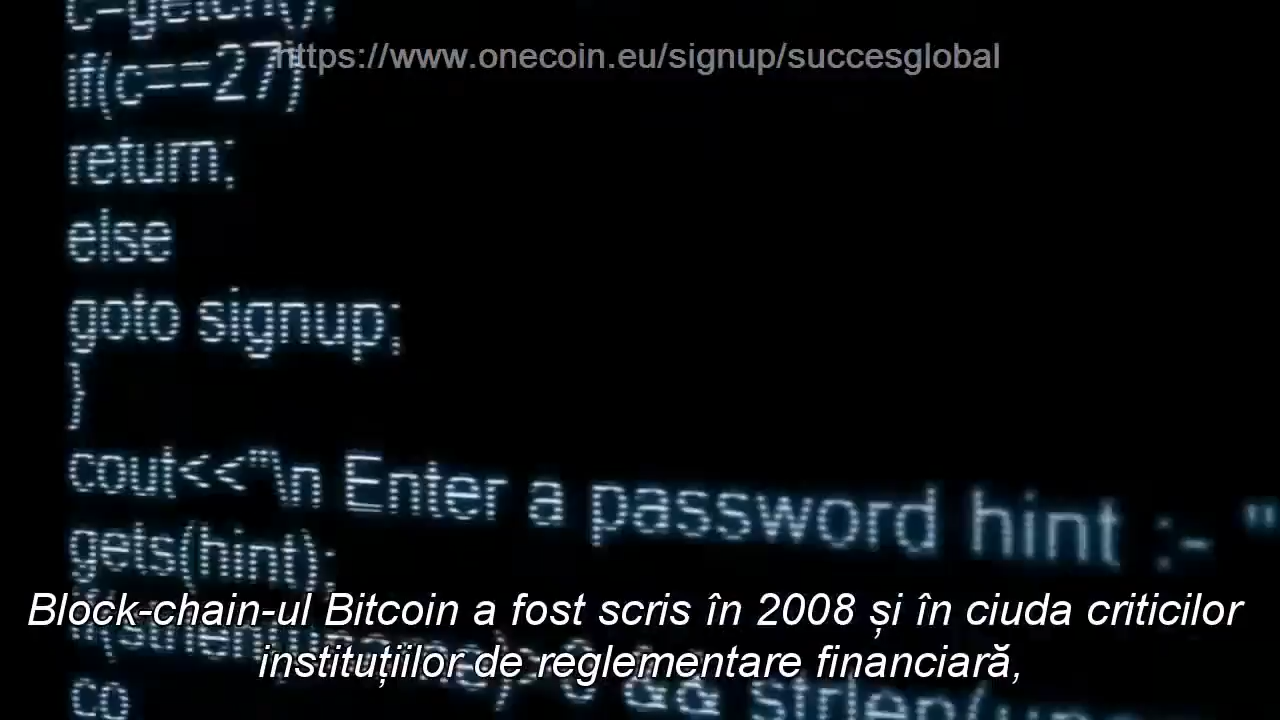 c=getch();
https://www.onecoin.eu/signup/succesglobal
if(c==27)
return;
else
goto signup;
}
cout<<"\n Enter a password hint :- "
gets(hint);
Block-chain-ul Bitcoin a fost scris în 2008 și în ciuda criticilor
instituțiilor de reglementare financiară,
co